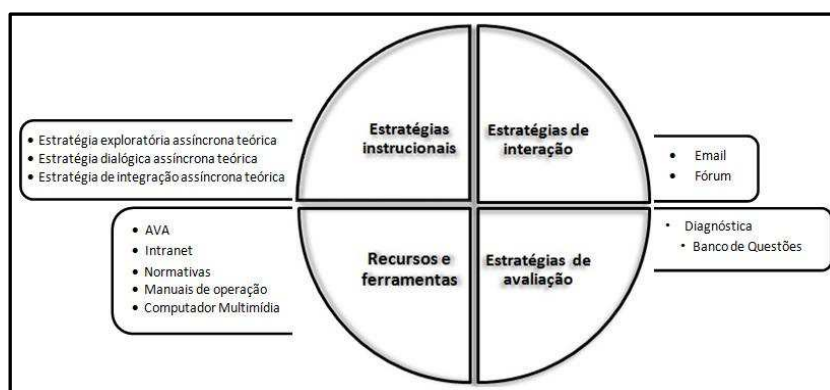 Estratégias
instrucionais
Estratégias de
interação
• Estratégia exploratória assíncrona teórica
• Estratégia dialógica assíncrona teórica
• Estratégia de integração assíncrona teórica
• Email
• Fórum
• AVA
• Intranet
• Normativas
• Manuais de operação
• Computador Multimídia
Recursos e
ferramentas
Estratégias de
avaliação
• Diagnóstica
• Banco de Questões